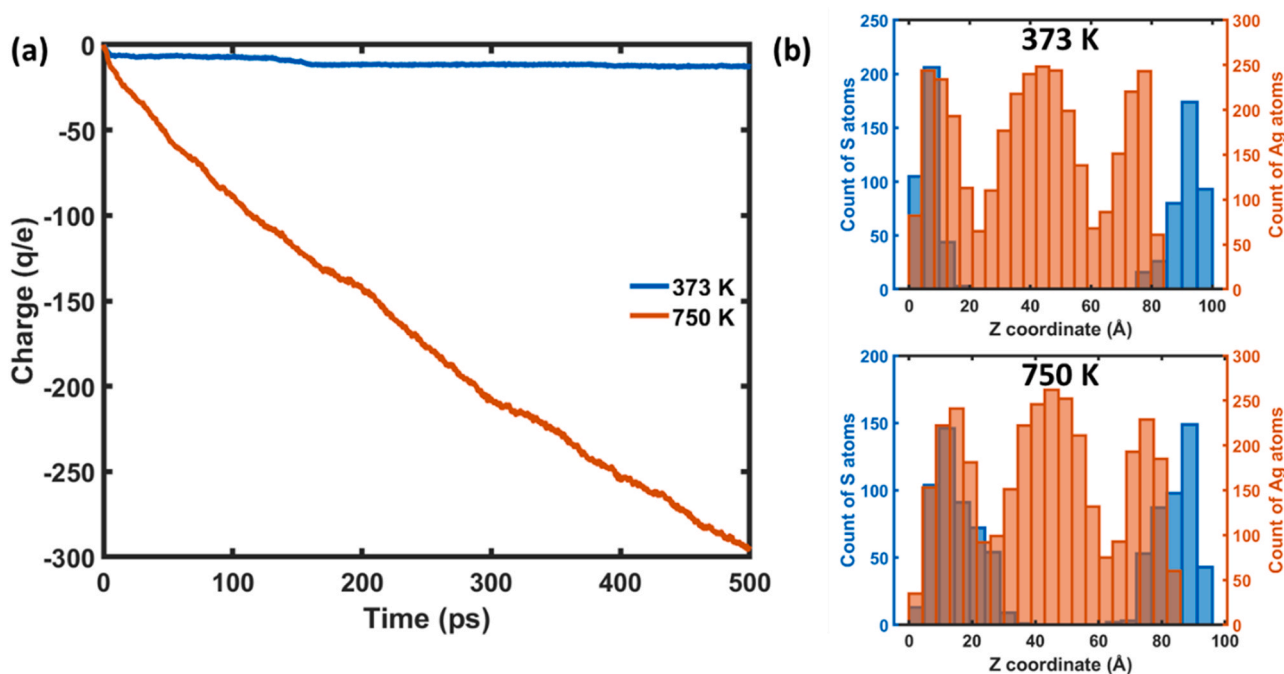 (a)
0
-50
-100
-150
-200
-250
-300
Charge (q/e)
0 100 200 300 400 500
Time (ps)
373 K
750 K
(b)
373 K
250
200
150
100
50
0
Count of S atoms
300
250
200
150
100
50
0
Count of Ag atoms
0 20 40 60 80 100
Z coordinate (Å)
750 K
200
150
100
50
0
Count of S atoms
300
250
200
150
100
50
0
Count of Ag atoms
0 20 40 60 80 100
Z coordinate (Å)